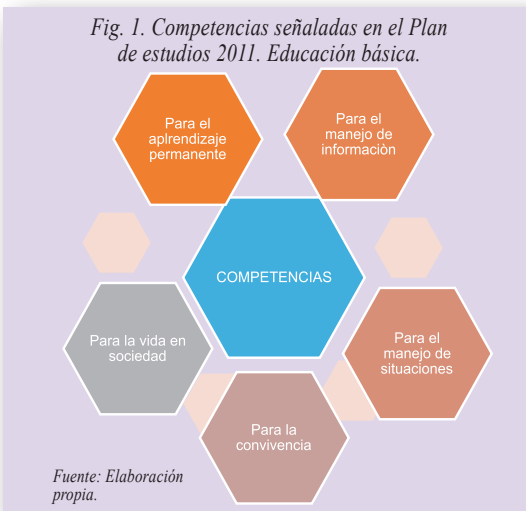 Fig. 1. Competencias señaladas en el Plan
de estudios 2011. Educación básica.
Para el
aplrendizaje
permanente
Para el
manejo de
informaciòn
COMPETENCIAS
Para la vida en
sociedad
Para el
manejo de
situaciones
Para la
convivencia
Fuente: Elaboración
propia.